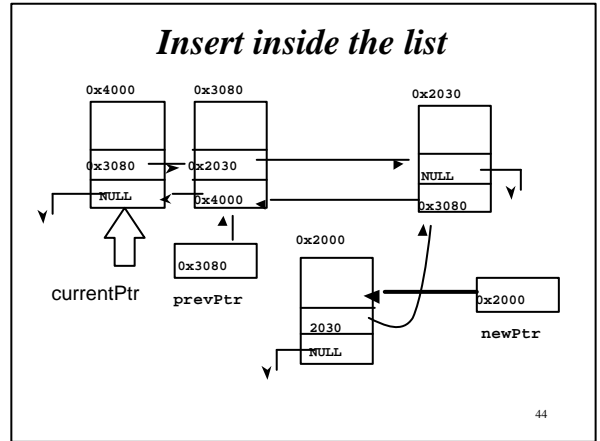 Insert inside the list
0x4000
0x3080
0x2030
0x3080
0x2030
NULL
NULL
0x4000
0x3080
0x2000
currentPtr
0x3080
prevPtr
0x2000
newPtr
2030
NULL
44